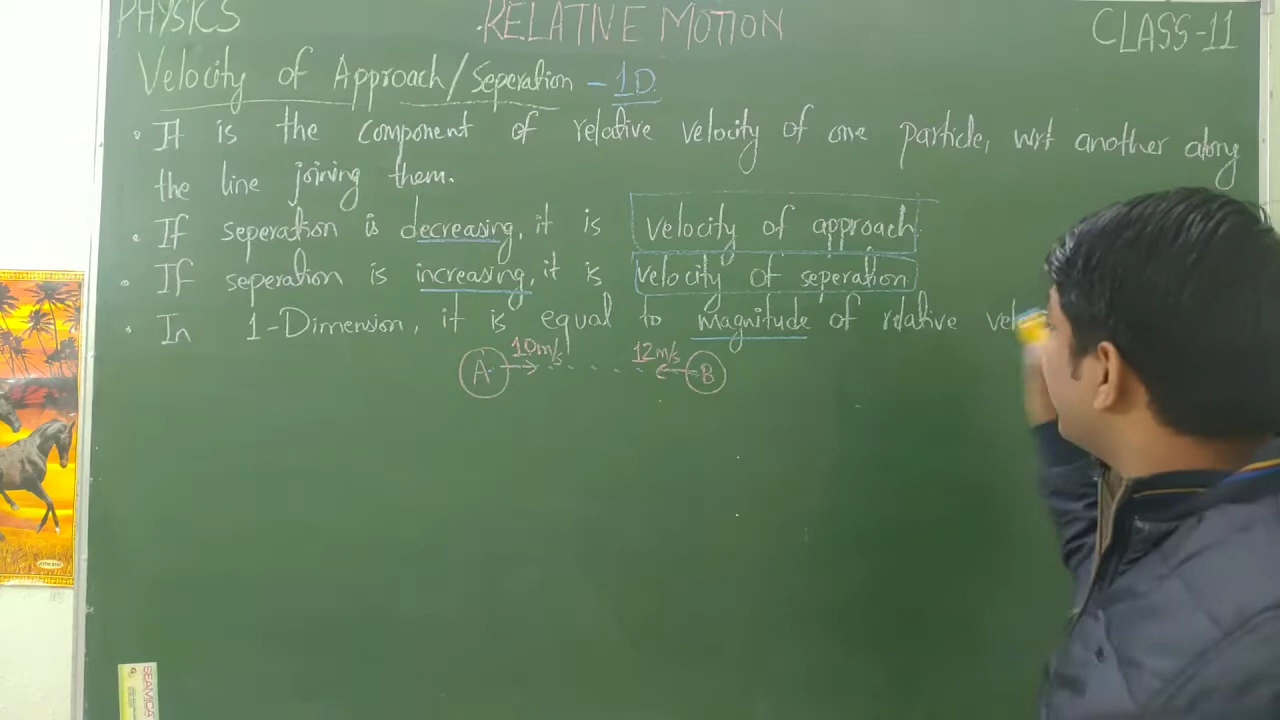 PHYSICS RELATIVE MOTION CLASS-11
Velocity of Approach/Seperation - 1D
• It is the component of relative velocity of one particle, wrt another along
the line joining them.
• If seperation is decreasing, it is velocity of approach.
• If seperation is increasing, it is velocity of seperation
• In 1-Dimension, it is equal to magnitude of relative
10m/s 12m/s
A B
SEAMICA